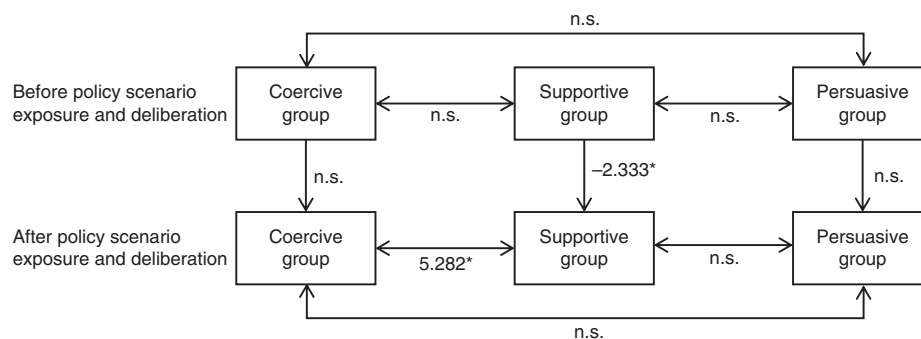 n.s.
Before policy scenario
exposure and deliberation
Coercive
group
n.s.
Supportive
group
n.s.
Persuasive
group
n.s.
–2.333*
n.s.
After policy scenario
exposure and deliberation
Coercive
group
5.282*
Supportive
group
n.s.
Persuasive
group
n.s.